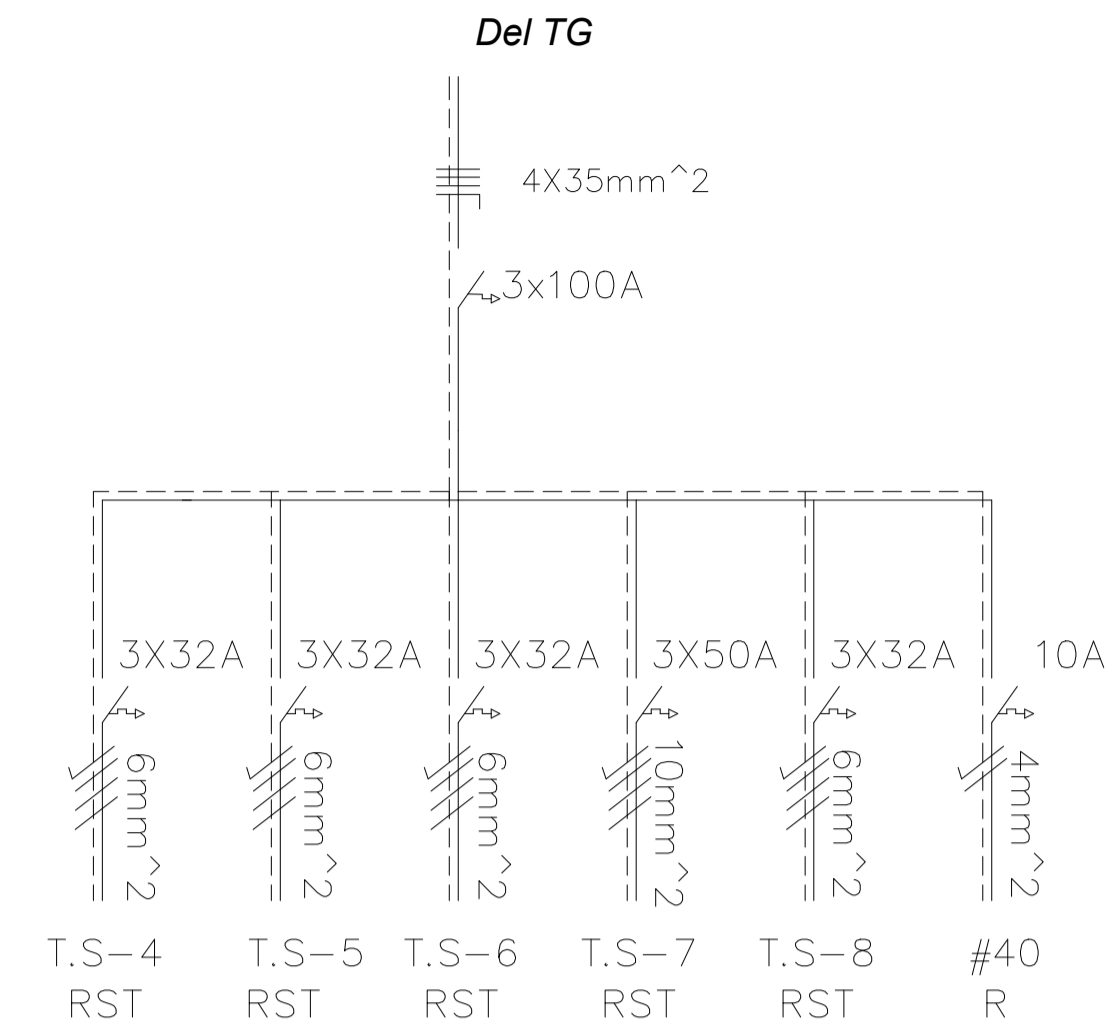 Del TG
4X35mm^2
3x100A
3X32A 3X32A 3X32A 3X50A 3X32A 10A
6mm^2 6mm^2 6mm^2 10mm^2 6mm^2 4mm^2
T.S-4 T.S-5 T.S-6 T.S-7 T.S-8 #40
RST RST RST RST RST R